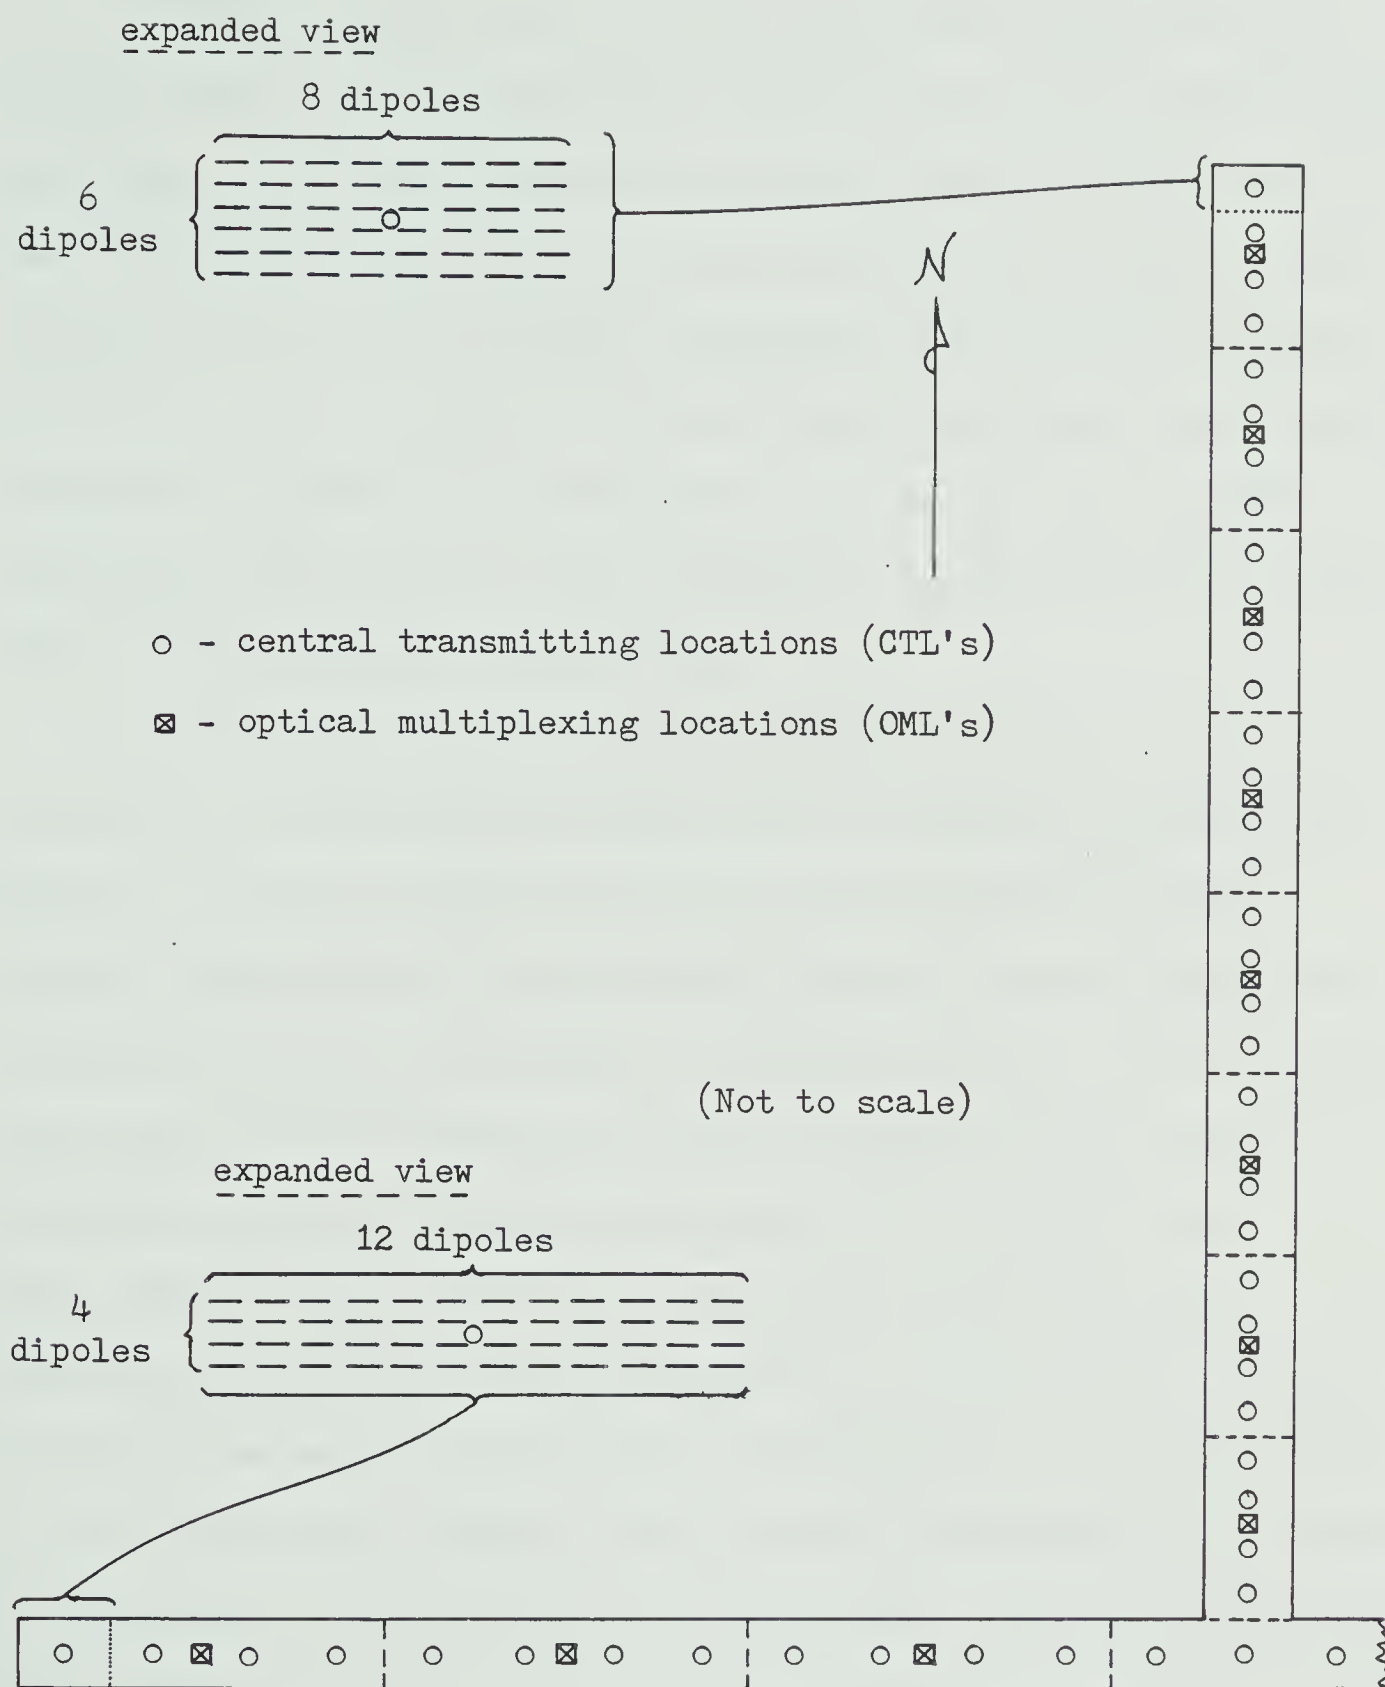 expanded view
8 dipoles
6
dipoles
N
○ - central transmitting locations (CTL's)
⊠ - optical multiplexing locations (OML's)
(Not to scale)
expanded view
12 dipoles
4
dipoles